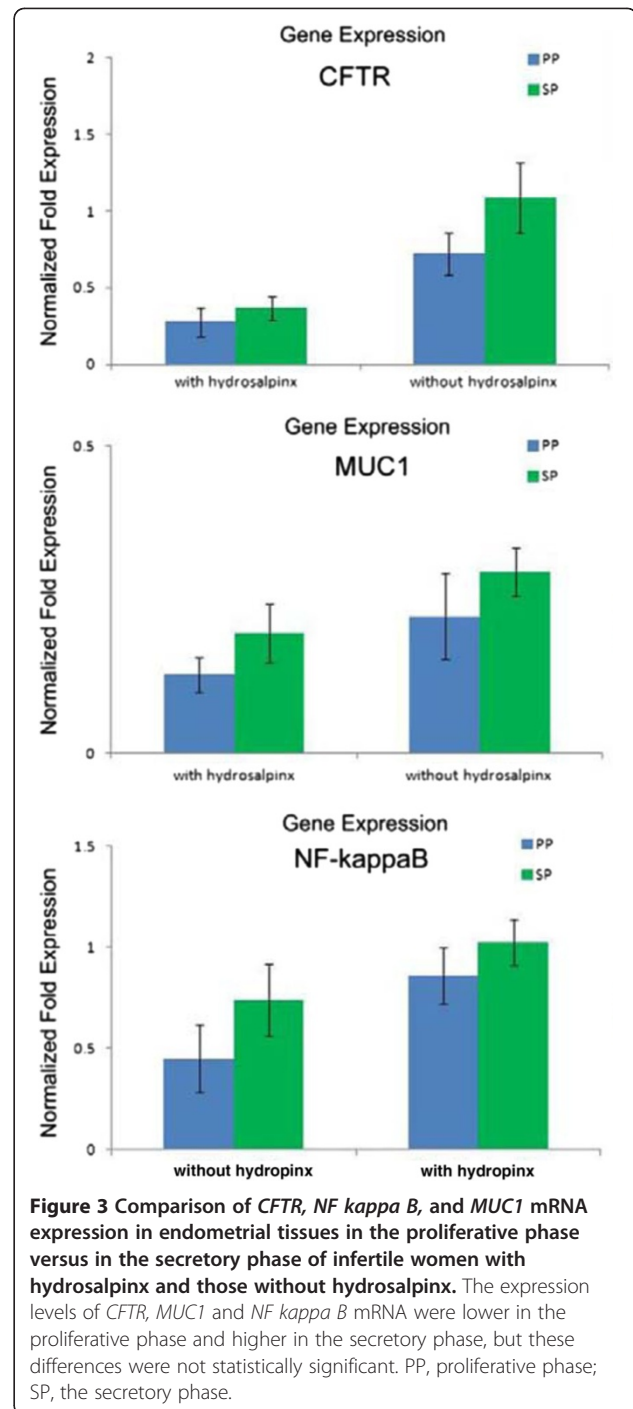 Gene Expression
CFTR
PP
SP
Normalized Fold Expression
2
1.5
1
0.5
0
with hydrosalpinx
without hydrosalpinx
Gene Expression
MUC1
PP
SP
Normalized Fold Expression
0.5
0
with hydrosalpinx
without hydrosalpinx
Gene Expression
NF-kappaB
PP
SP
Normalized Fold Expression
1.5
1
0.5
0
without hydropinx
with hydropinx
Figure 3 Comparison of CFTR, NF kappa B, and MUC1 mRNA
expression in endometrial tissues in the proliferative phase
versus in the secretory phase of infertile women with
hydrosalpinx and those without hydrosalpinx. The expression
levels of CFTR, MUC1 and NF kappa B mRNA were lower in the
proliferative phase and higher in the secretory phase, but these
differences were not statistically significant. PP, proliferative phase;
SP, the secretory phase.